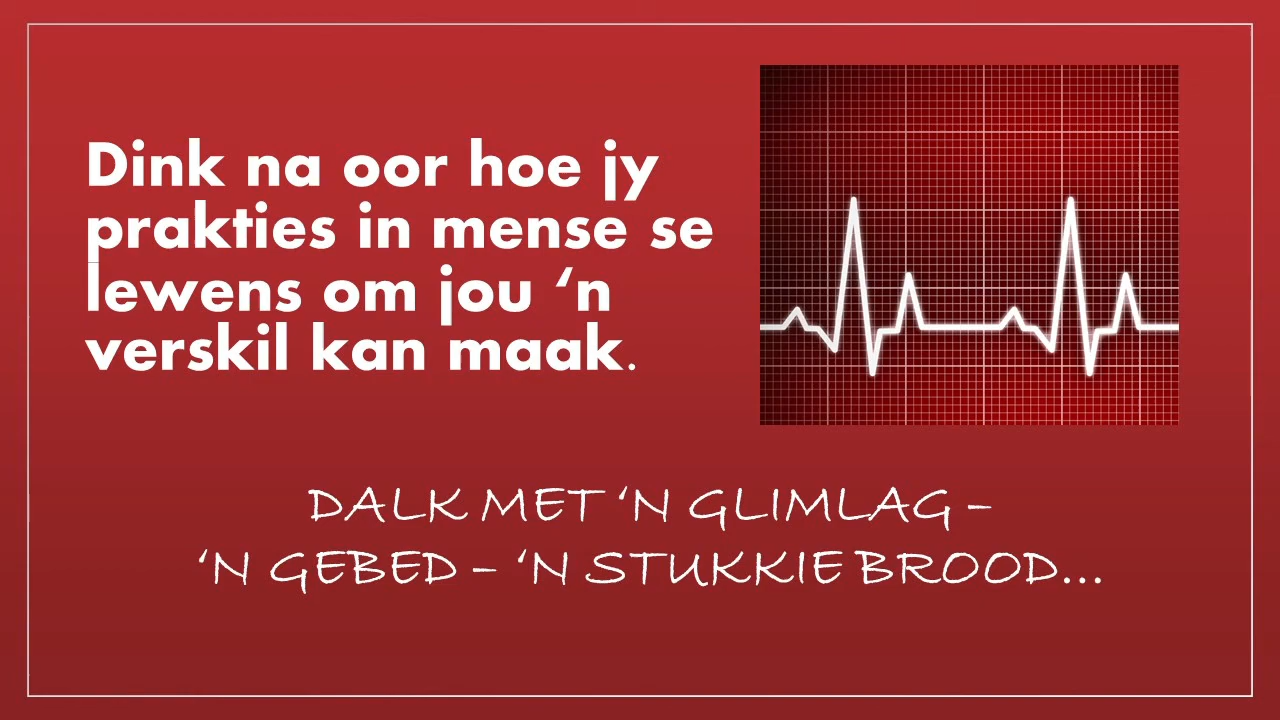 Dink na oor hoe jy
prakties in mense se
lewens om jou ‘n
verskil kan maak.
DALK MET ‘N GLIMLAG –
‘N GEBED – ‘N STUKKIE BROOD…